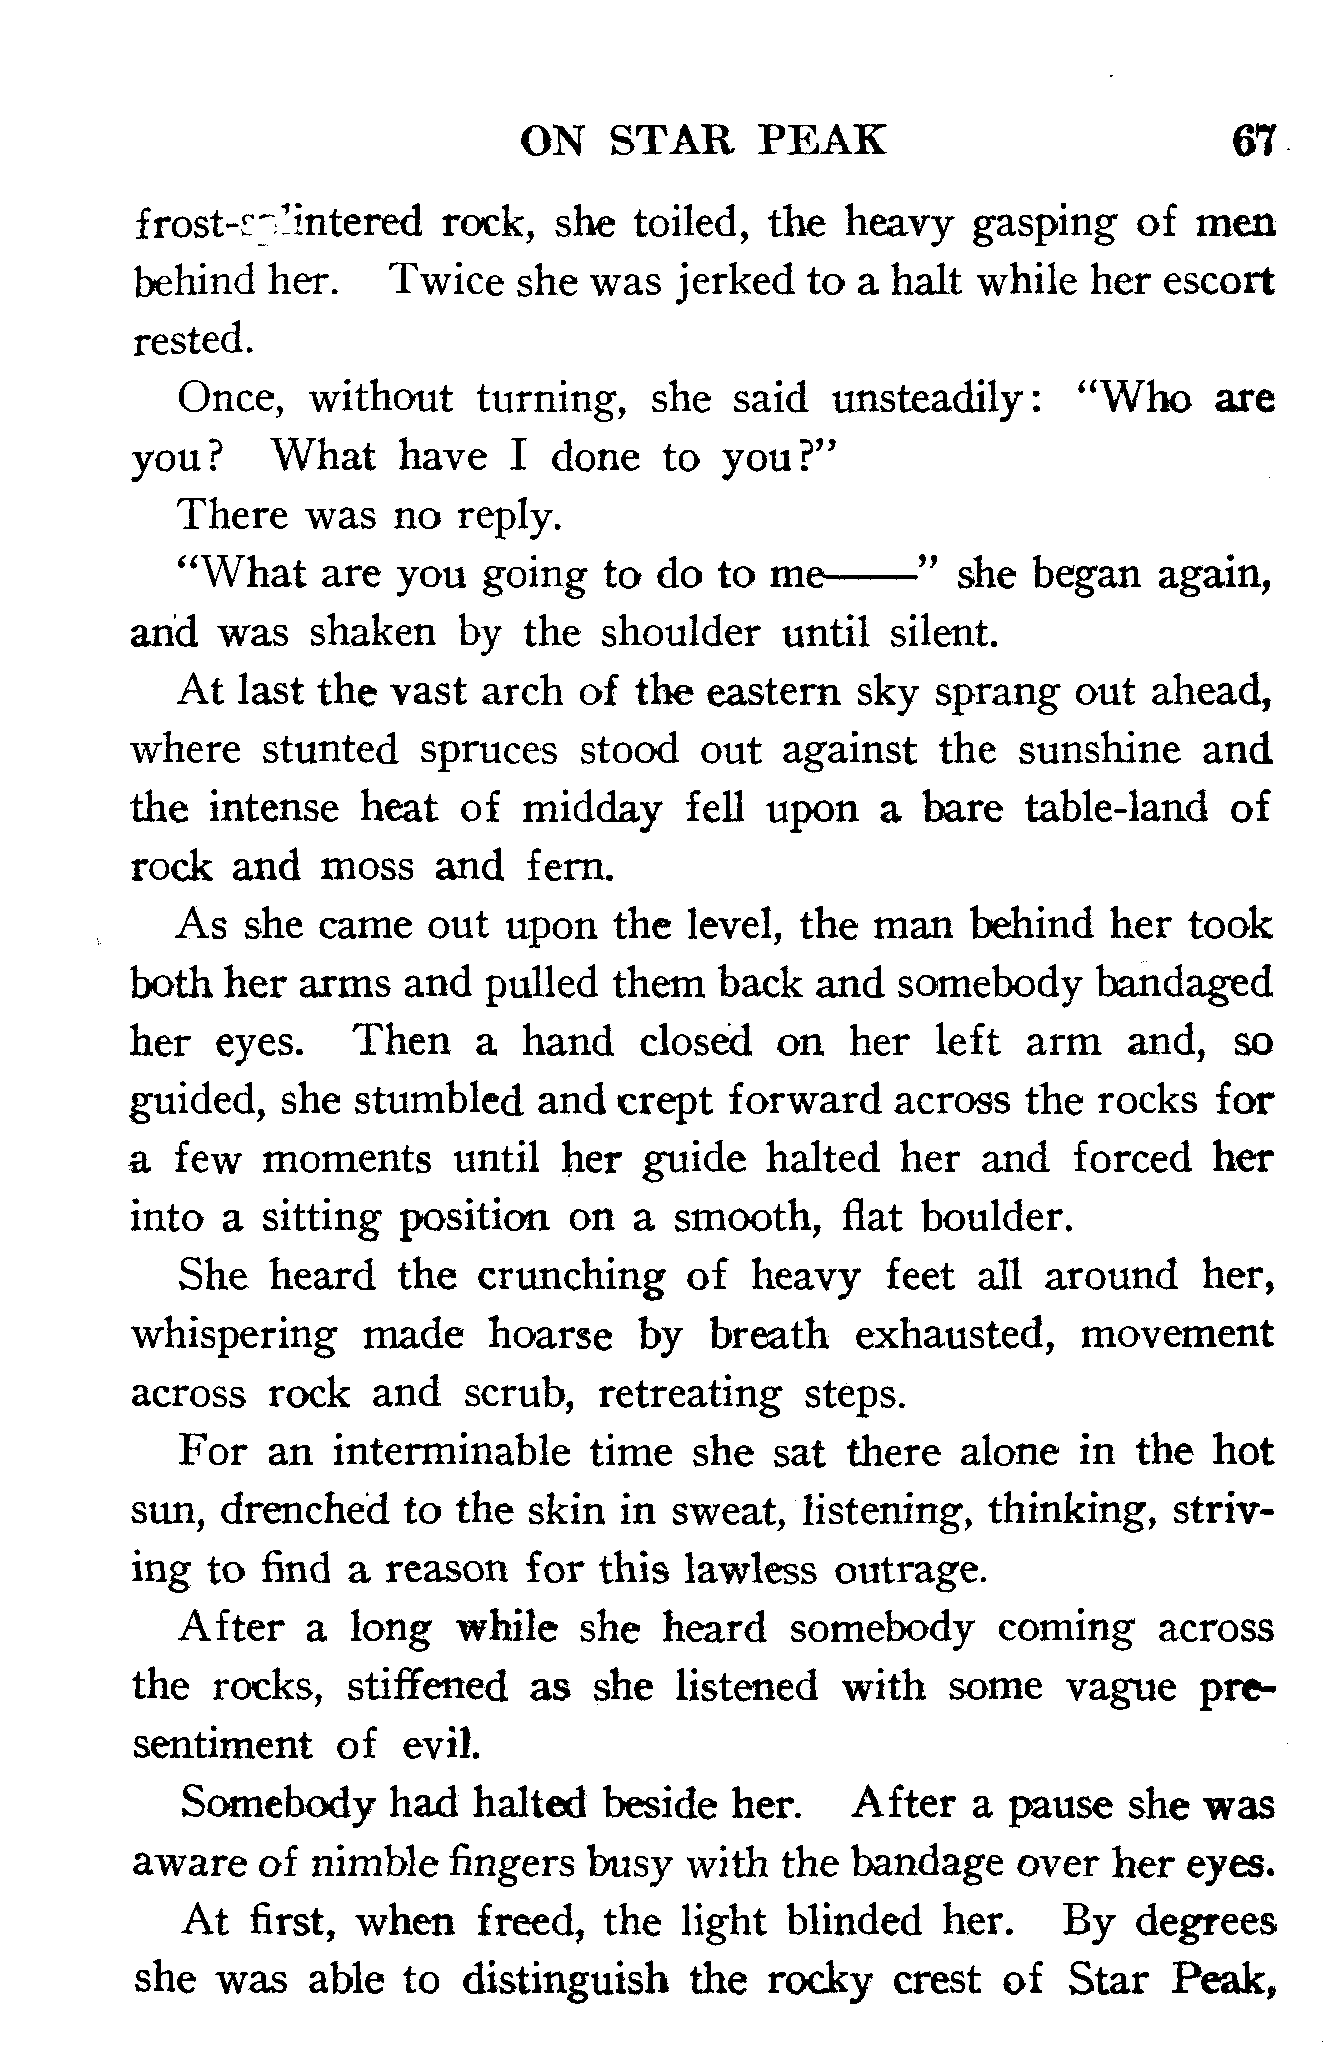 ON STAR PEAK 67
frost-splintered rock, she toiled, the heavy gasping of men
behind her. Twice she was jerked to a halt while her escort
rested.
Once, without turning, she said unsteadily: "Who are
you? What have I done to you?"
There was no reply.
"What are you going to do to me——" she began again,
and was shaken by the shoulder until silent.
At last the vast arch of the eastern sky sprang out ahead,
where stunted spruces stood out against the sunshine and
the intense heat of midday fell upon a bare table-land of
rock and moss and fern.
As she came out upon the level, the man behind her took
both her arms and pulled them back and somebody bandaged
her eyes. Then a hand closed on her left arm and, so
guided, she stumbled and crept forward across the rocks for
a few moments until her guide halted her and forced her
into a sitting position on a smooth, flat boulder.
She heard the crunching of heavy feet all around her,
whispering made hoarse by breath exhausted, movement
across rock and scrub, retreating steps.
For an interminable time she sat there alone in the hot
sun, drenched to the skin in sweat, listening, thinking, striv-
ing to find a reason for this lawless outrage.
After a long while she heard somebody coming across
the rocks, stiffened as she listened with some vague pre-
sentiment of evil.
Somebody had halted beside her. After a pause she was
aware of nimble fingers busy with the bandage over her eyes.
At first, when freed, the light blinded her. By degrees
she was able to distinguish the rocky crest of Star Peak,